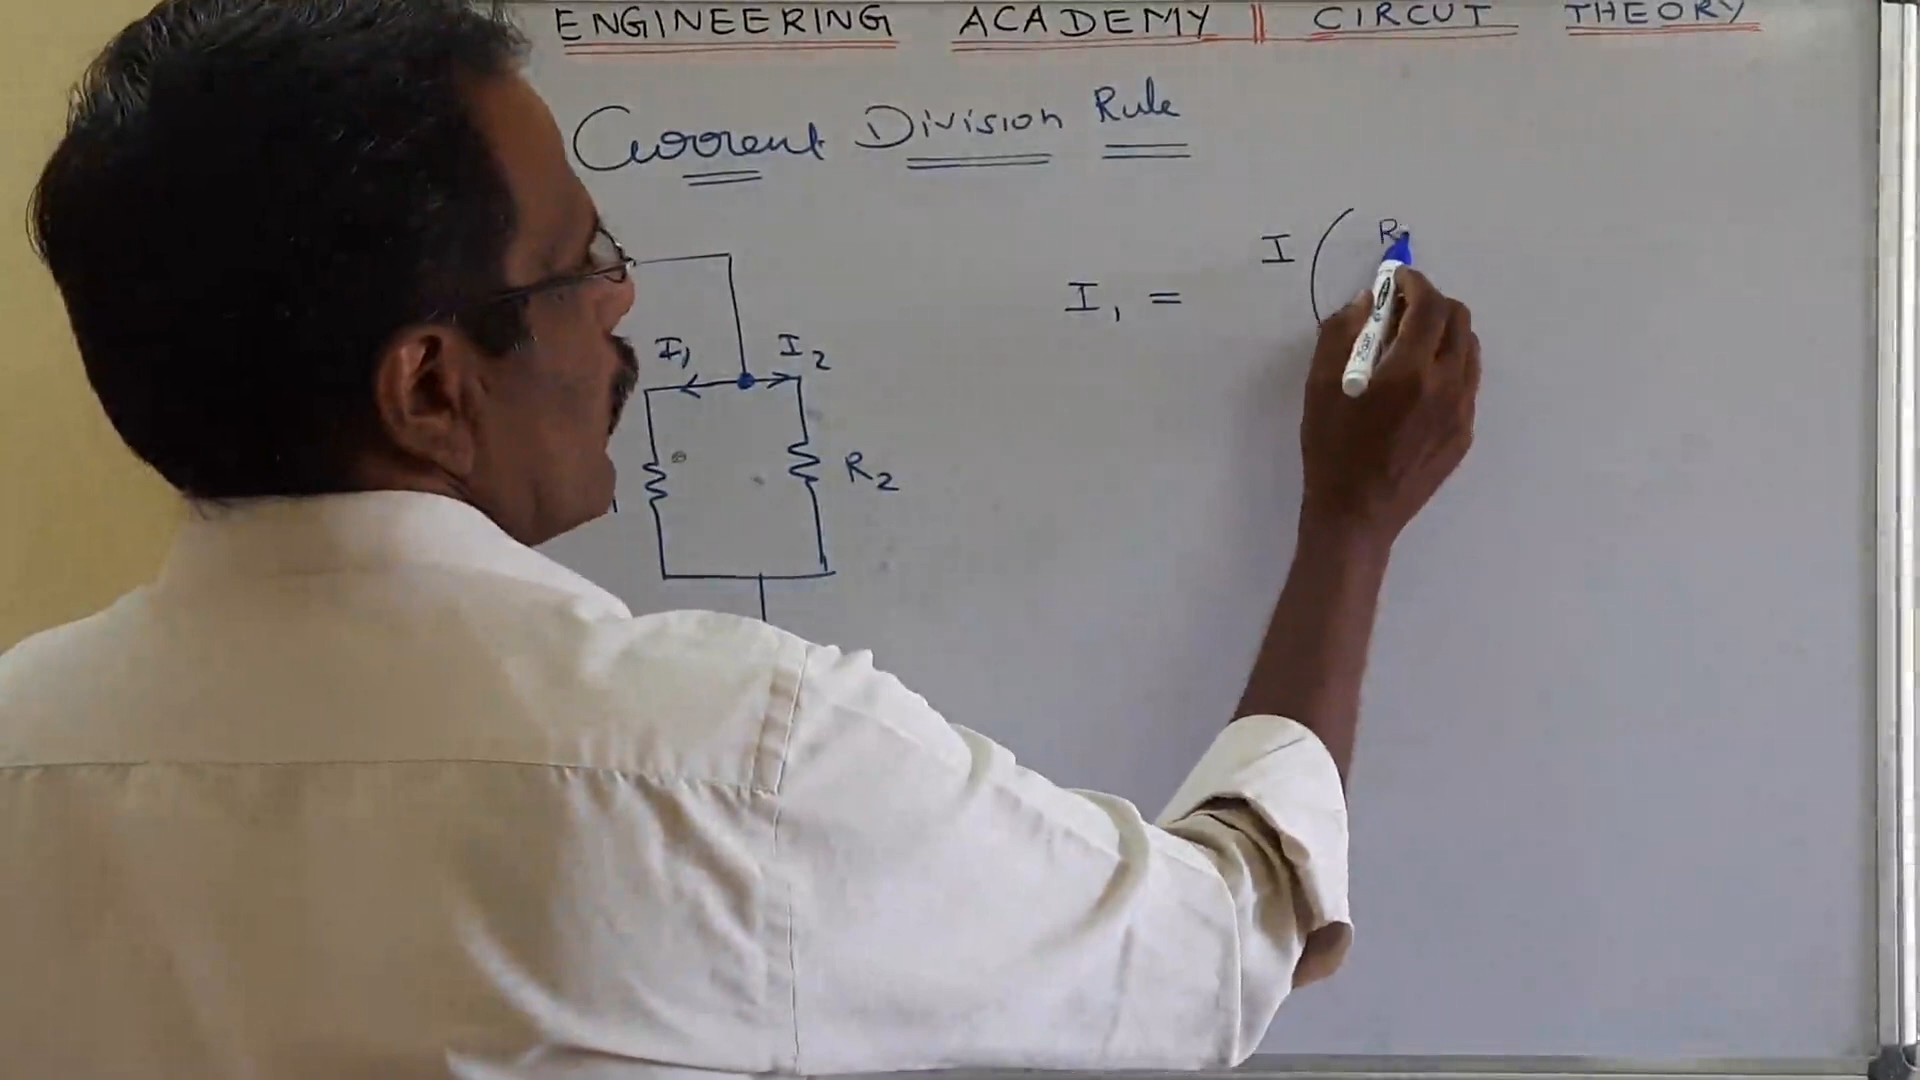 ENGINEERING ACADEMY || CIRCUT THEORY
Current Division Rule
I1 = I ( R
I1 I2
R2